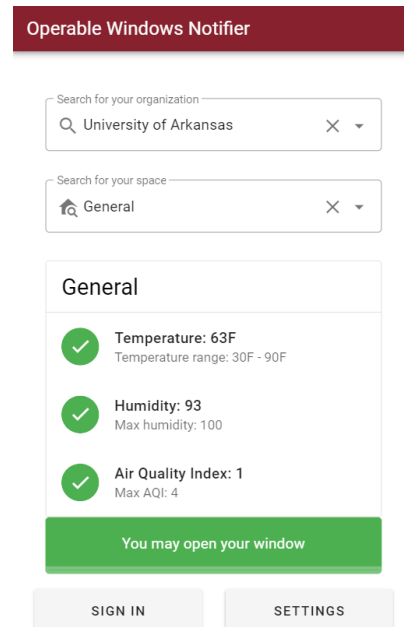 Operable Windows Notifier
Search for your organization
University of Arkansas
Search for your space
General
General
Temperature: 63F
Temperature range: 30F - 90F
Humidity: 93
Max humidity: 100
Air Quality Index: 1
Max AQI: 4
You may open your window
SIGN IN
SETTINGS